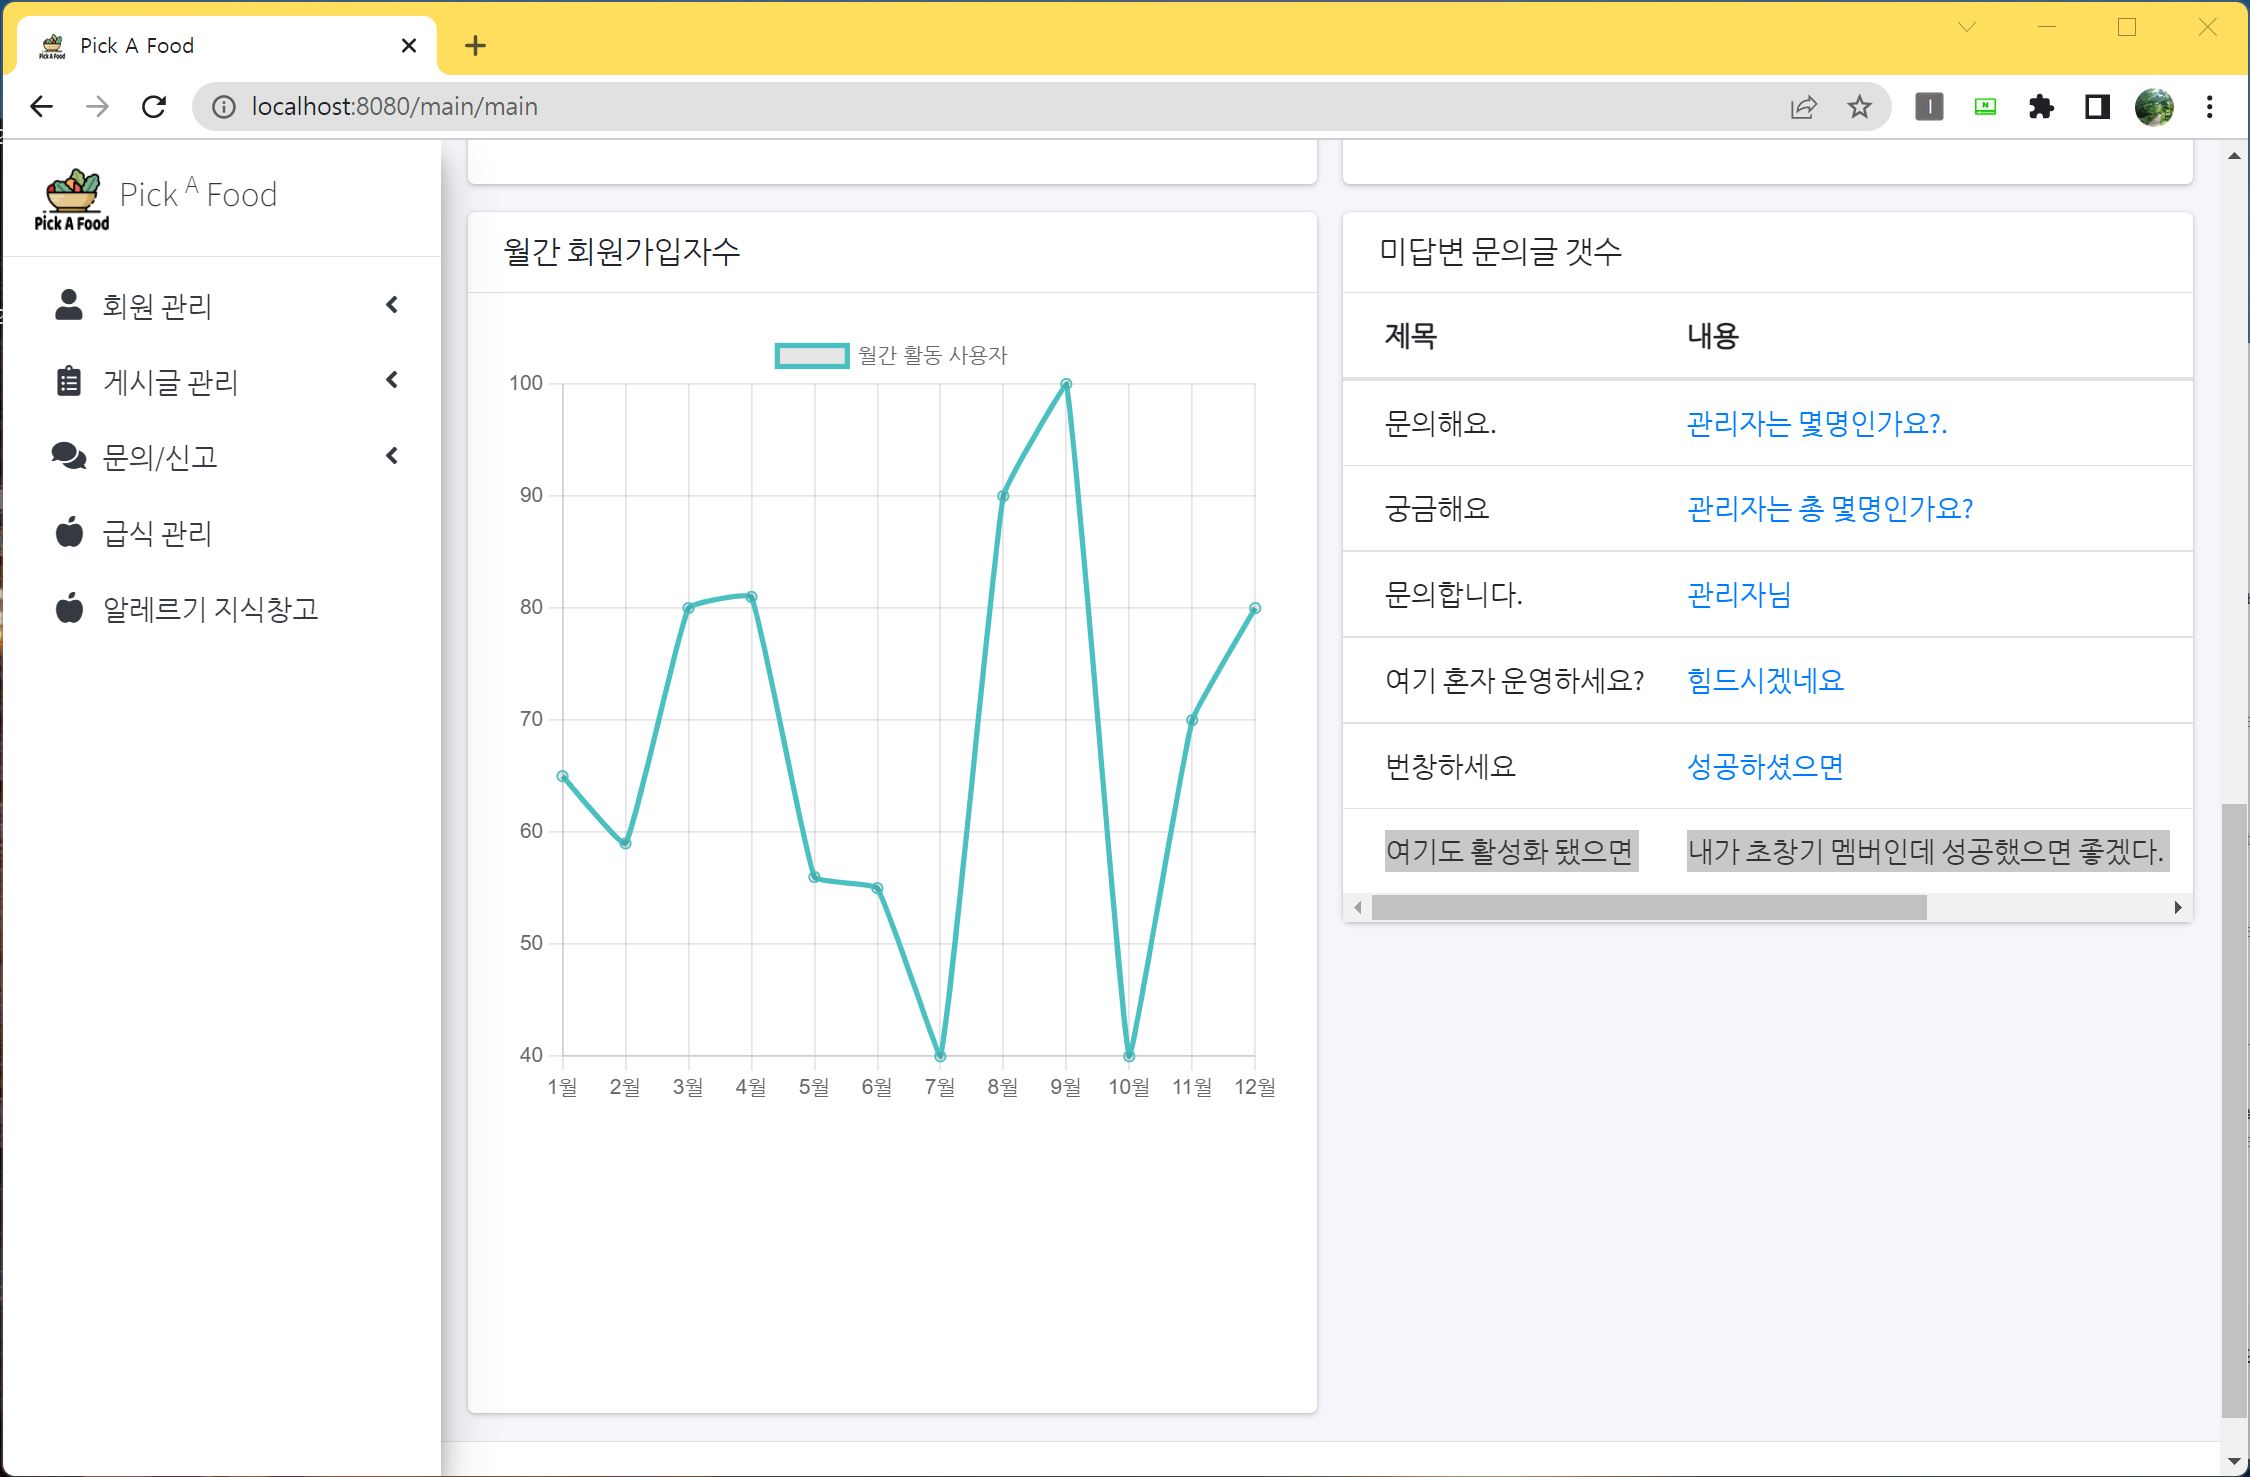 Pick A Food
localhost:8080/main/main
Pick A Food
Pick A Food
회원 관리
게시글 관리
문의/신고
급식 관리
알레르기 지식창고
월간 회원가입자수
월간 활동 사용자
100
90
80
70
60
50
40
1월 2월 3월 4월 5월 6월 7월 8월 9월 10월 11월 12월
미답변 문의글 갯수
제목 내용
문의해요. 관리자는 몇명인가요?.
궁금해요 관리자는 총 몇명인가요?
문의합니다. 관리자님
여기 혼자 운영하세요? 힘드시겠네요
번창하세요 성공하셨으면
여기도 활성화 됐으면 내가 초창기 멤버인데 성공했으면 좋겠다.